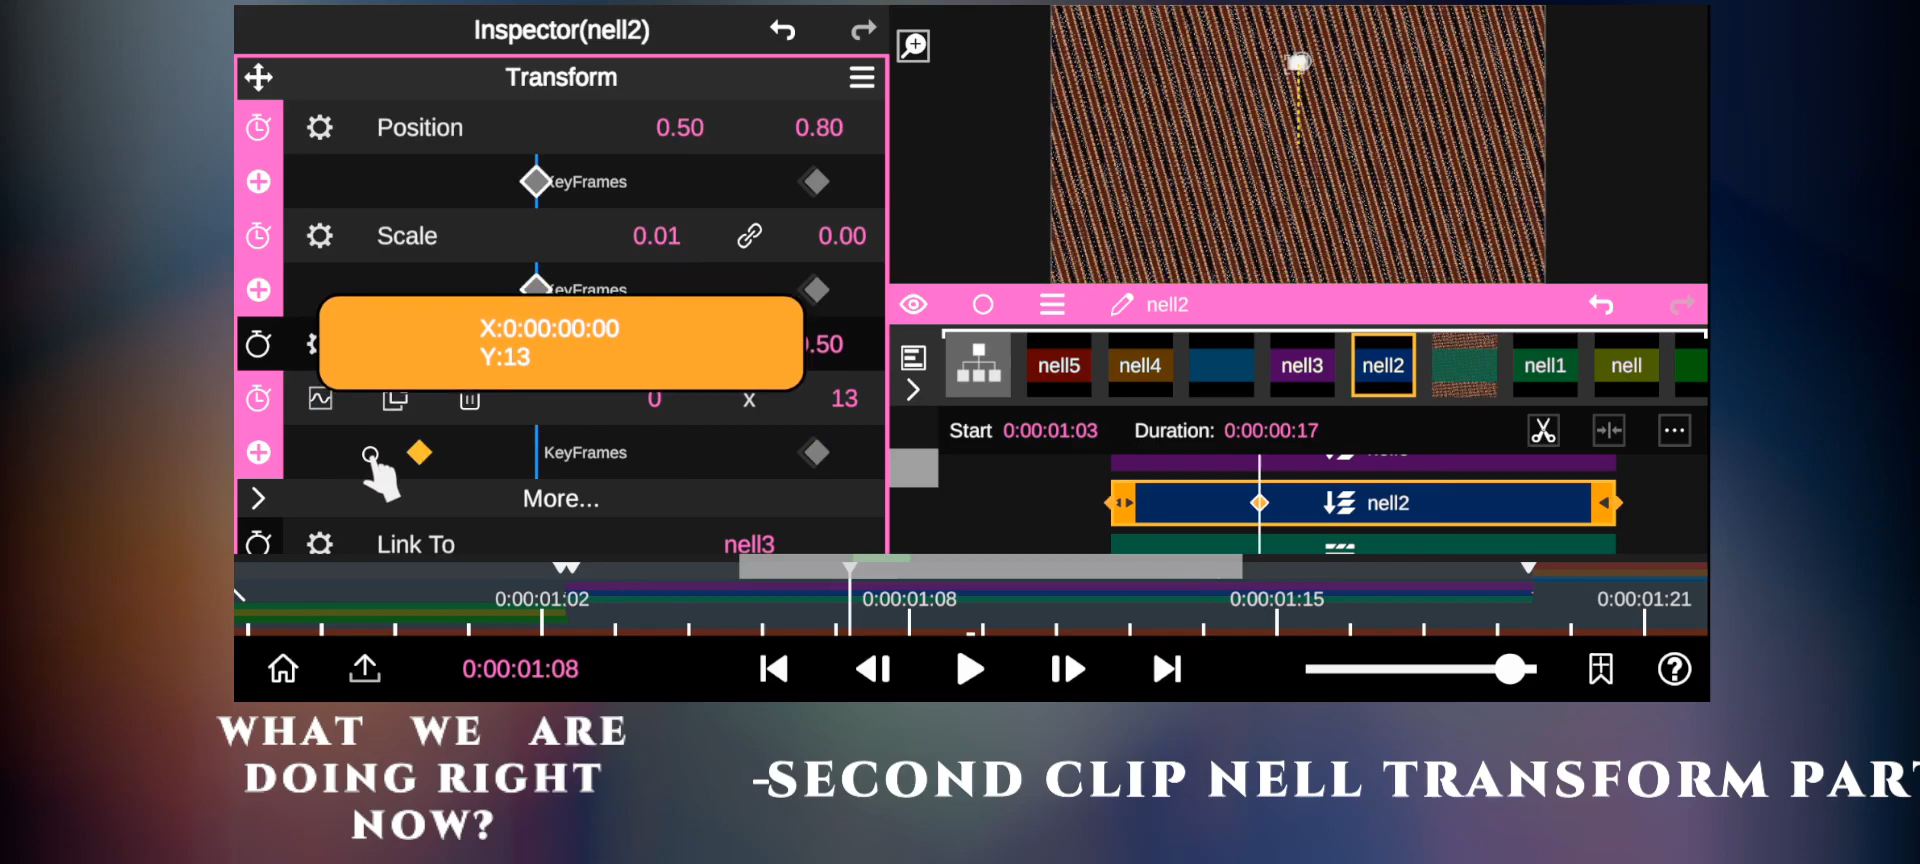 Inspector(nell2)
Transform
Position 0.50 0.80
KeyFrames
Scale 0.01 0.00
KeyFrames
X:0:00:00:00
Y:13
.50
0 x 13
KeyFrames
More...
Link To nell3
nell2
nell5 nell4 nell3 nell2 nell1 nell
Start 0:00:01:03 Duration: 0:00:00:17
nell2
0:00:01:02 0:00:01:08 0:00:01:15 0:00:01:21
0:00:01:08
WHAT WE ARE
DOING RIGHT
NOW?
-SECOND CLIP NELL TRANSFORM PART